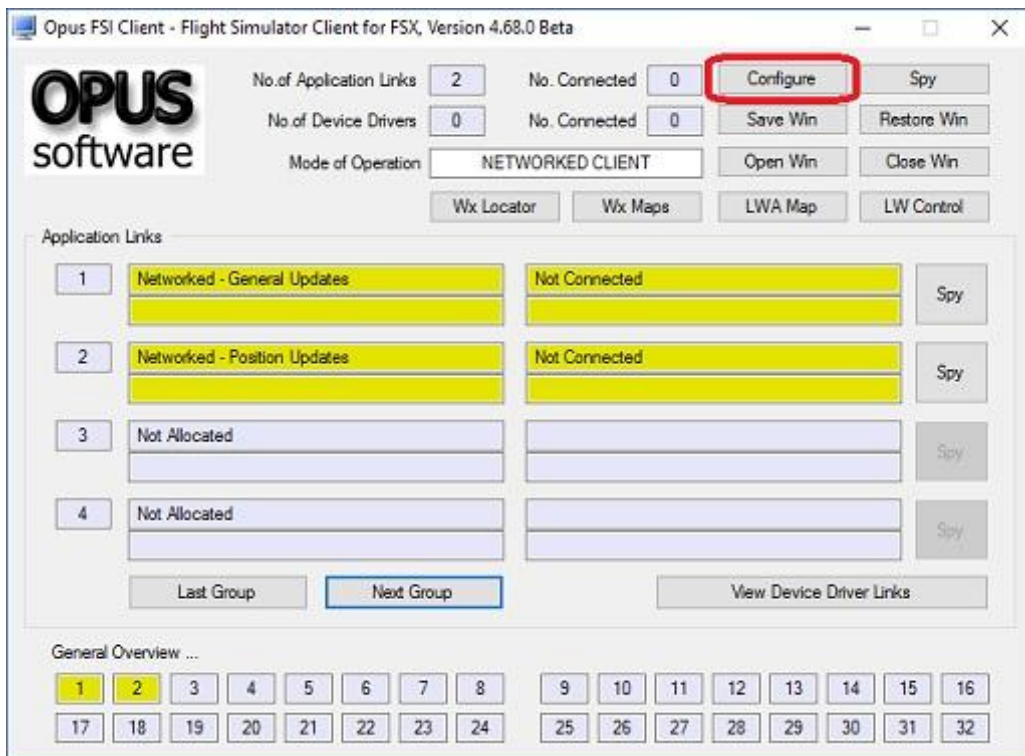 Opus FSI Client - Flight Simulator Client for FSX, Version 4.68.0 Beta
OPUS
software
No.of Application Links 2 No. Connected 0 Configure Spy
No.of Device Drivers 0 No. Connected 0 Save Win Restore Win
Mode of Operation NETWORKED CLIENT Open Win Close Win
Wx Locator Wx Maps LWA Map LW Control
Application Links
1 Networked - General Updates Not Connected
Spy
2 Networked - Position Updates Not Connected
Spy
3 Not Allocated
Spy
4 Not Allocated
Spy
Last Group Next Group View Device Driver Links
General Overview ...
1 2 3 4 5 6 7 8 9 10 11 12 13 14 15 16
17 18 19 20 21 22 23 24 25 26 27 28 29 30 31 32